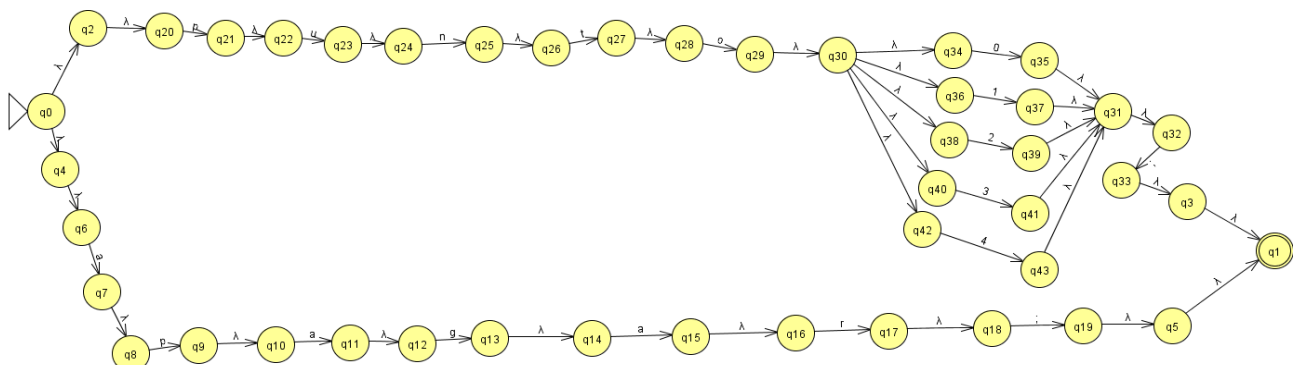 q2 λ q20 p q21 λ q22 u q23 λ q24 n q25 λ q26 t q27 λ q28 o q29 λ q30 λ q34 0 q35 λ
λ q36 1 q37 λ q31 λ q32
λ q38 2 q39 λ
λ q40 3 q41 λ
λ q42 4 q43 λ
; q33 λ q3 λ q1
λ q0 λ
q4 λ
q6 a
q7 λ
q8 p q9 λ q10 a q11 λ q12 g q13 λ q14 a q15 λ q16 r q17 λ q18 ; q19 λ q5 λ